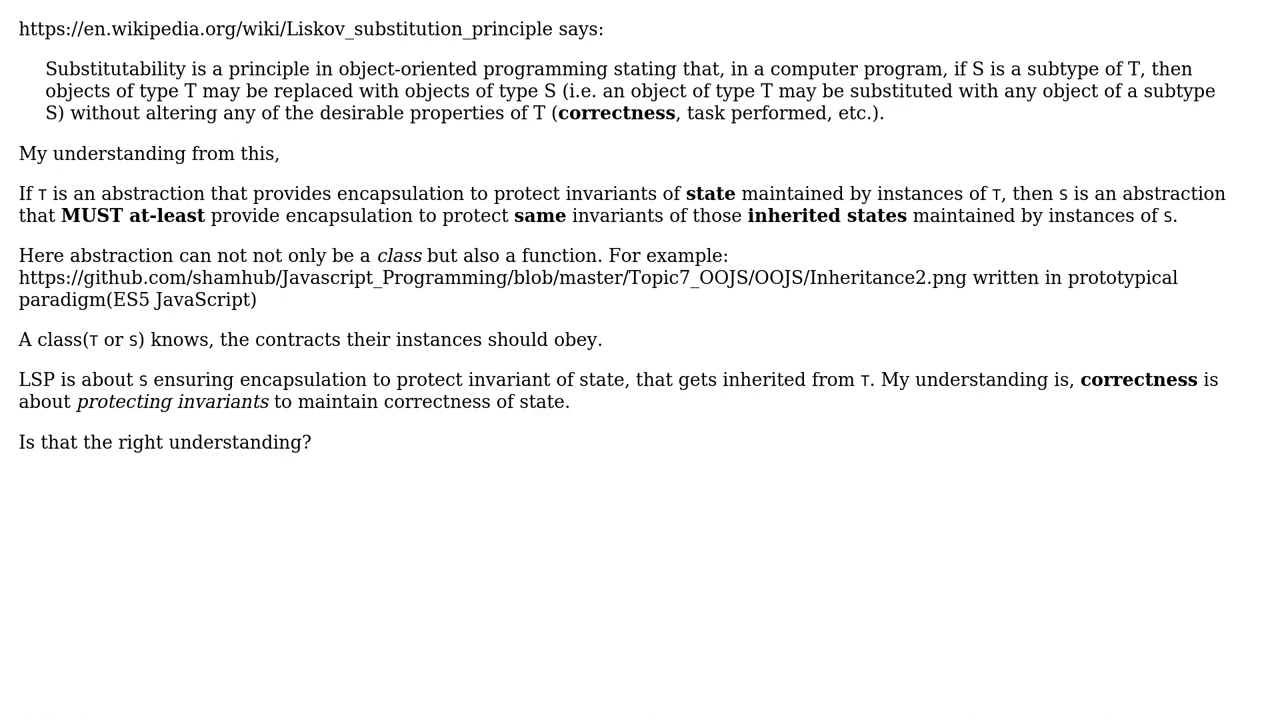 https://en.wikipedia.org/wiki/Liskov_substitution_principle says:
Substitutability is a principle in object-oriented programming stating that, in a computer program, if S is a subtype of T, then
objects of type T may be replaced with objects of type S (i.e. an object of type T may be substituted with any object of a subtype
S) without altering any of the desirable properties of T (correctness, task performed, etc.).
My understanding from this,
If T is an abstraction that provides encapsulation to protect invariants of state maintained by instances of T, then S is an abstraction
that MUST at-least provide encapsulation to protect same invariants of those inherited states maintained by instances of S.
Here abstraction can not not only be a class but also a function. For example:
https://github.com/shamhub/Javascript_Programming/blob/master/Topic7_OOJS/OOJS/Inheritance2.png written in prototypical
paradigm(ES5 JavaScript)
A class(T or S) knows, the contracts their instances should obey.
LSP is about S ensuring encapsulation to protect invariant of state, that gets inherited from T. My understanding is, correctness is
about protecting invariants to maintain correctness of state.
Is that the right understanding?